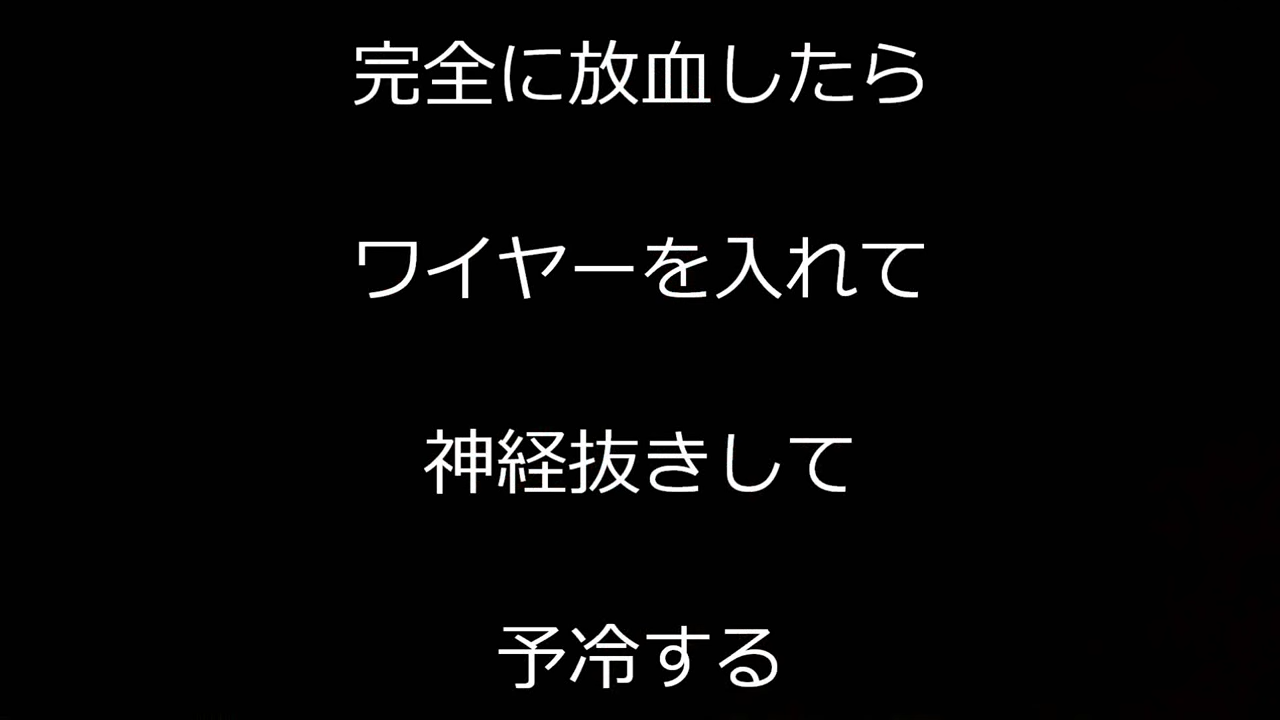 完全に放血したら
ワイヤーを入れて
神経抜きして
予冷する